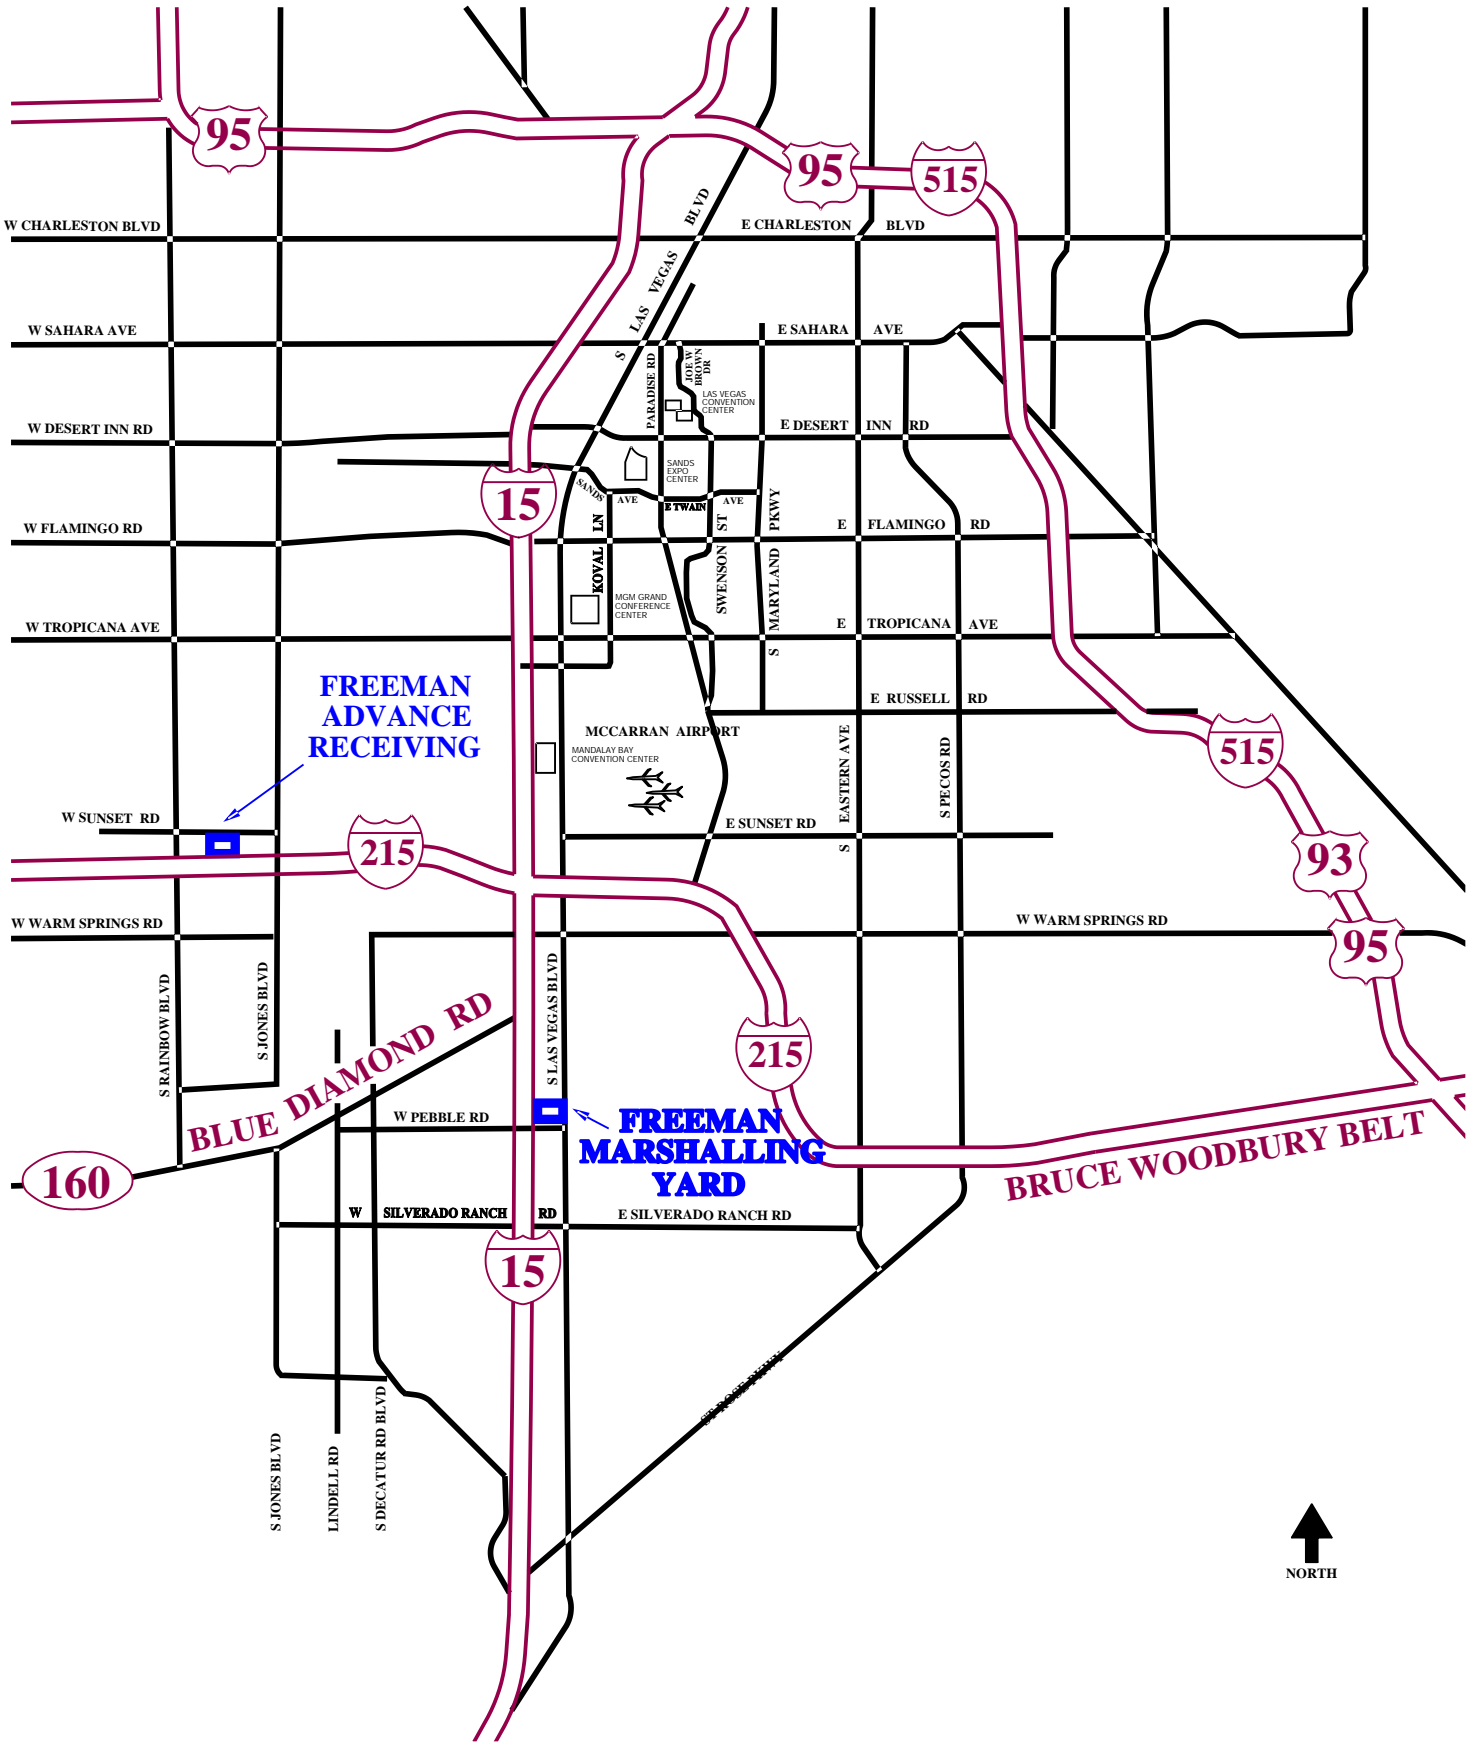 95
95
515
W CHARLESTON BLVD
E CHARLESTON BLVD
S LAS VEGAS BLVD
W SAHARA AVE
E SAHARA AVE
PARADISE RD
JOE W
BROWN
DR
LAS VEGAS
CONVENTION
CENTER
W DESERT INN RD
E DESERT INN RD
SANDS
EXPO
CENTER
15
SANDS AVE
E TWAIN AVE
W FLAMINGO RD
E FLAMINGO RD
KOVAL LN
SWENSON ST
S MARYLAND PKWY
MGM GRAND
CONFERENCE
CENTER
W TROPICANA AVE
E TROPICANA AVE
FREEMAN
ADVANCE
RECEIVING
E RUSSELL RD
MCCARRAN AIRPORT
MANDALAY BAY
CONVENTION CENTER
515
S EASTERN AVE
S PECOS RD
W SUNSET RD
E SUNSET RD
215
93
W WARM SPRINGS RD
W WARM SPRINGS RD
95
S RAINBOW BLVD
S JONES BLVD
S LAS VEGAS BLVD
BLUE DIAMOND RD
215
W PEBBLE RD
FREEMAN
MARSHALLING
YARD
BRUCE WOODBURY BELT
160
W SILVERADO RANCH RD
E SILVERADO RANCH RD
15
ST ROSE PKWY
S JONES BLVD
LINDELL RD
S DECATUR RD BLVD
NORTH